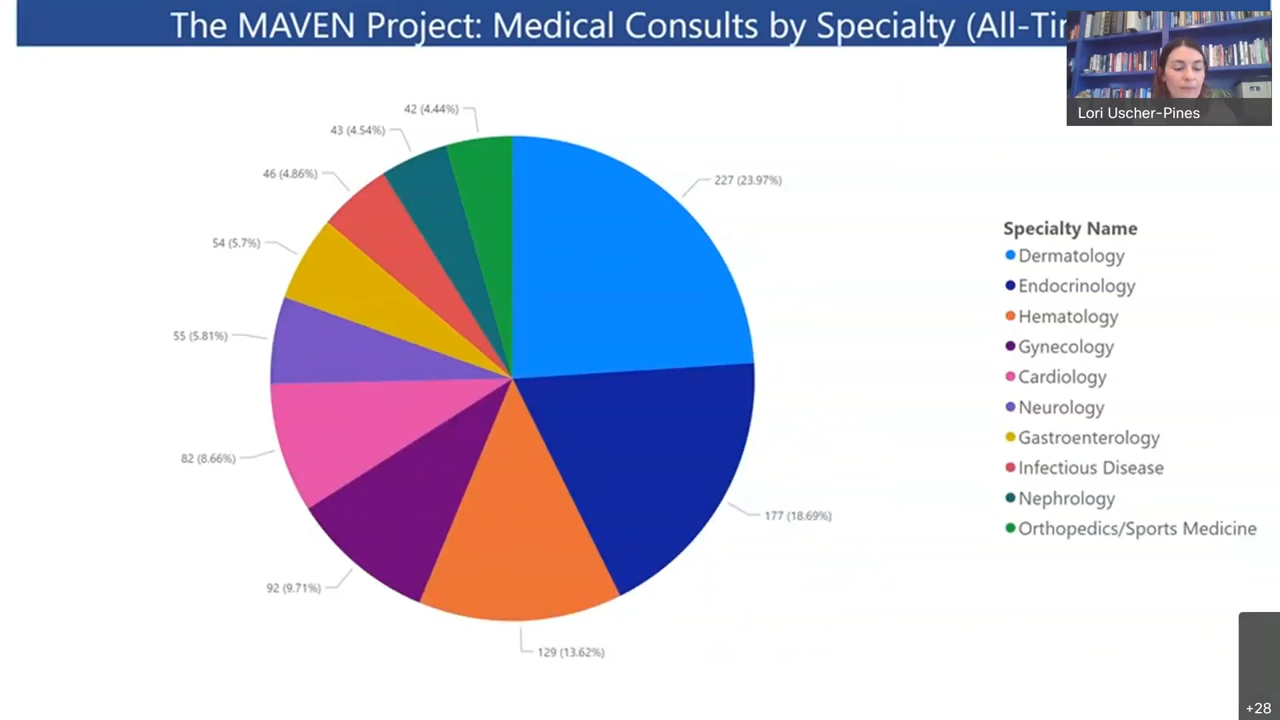 The MAVEN Project: Medical Consults by Specialty (All-Ti
Lori Uscher-Pines
42 (4.44%)
43 (4.54%)
46 (4.86%)
227 (23.97%)
54 (5.7%)
55 (5.81%)
82 (8.66%)
177 (18.69%)
92 (9.71%)
129 (13.62%)
Specialty Name
Dermatology
Endocrinology
Hematology
Gynecology
Cardiology
Neurology
Gastroenterology
Infectious Disease
Nephrology
Orthopedics/Sports Medicine
+28